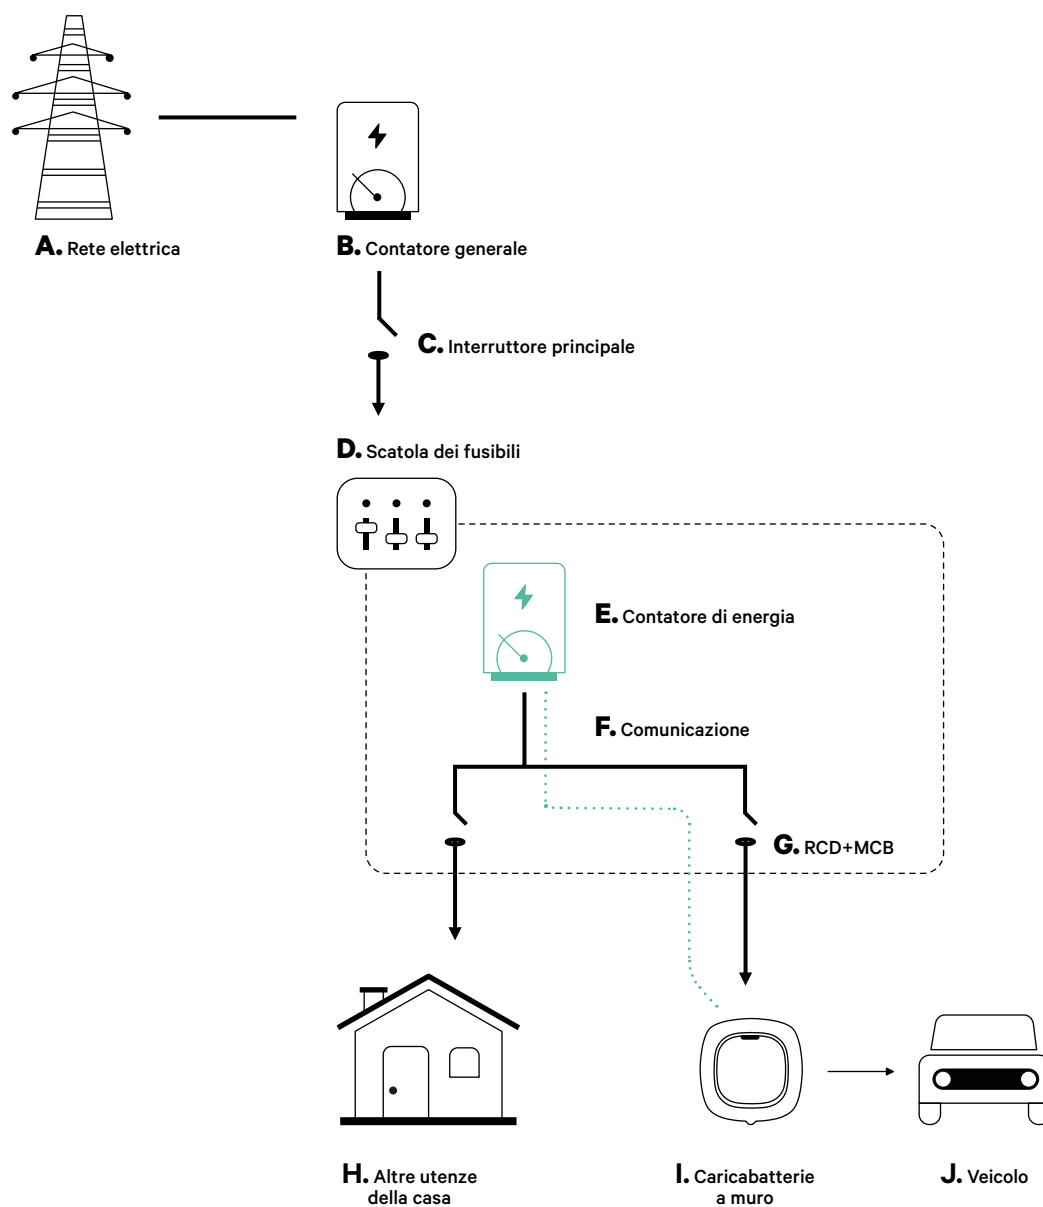 A. Rete elettrica
B. Contatore generale
C. Interruttore principale
D. Scatola dei fusibili
E. Contatore di energia
F. Comunicazione
G. RCD+MCB
H. Altre utenze
della casa
I. Caricabatterie
a muro
J. Veicolo